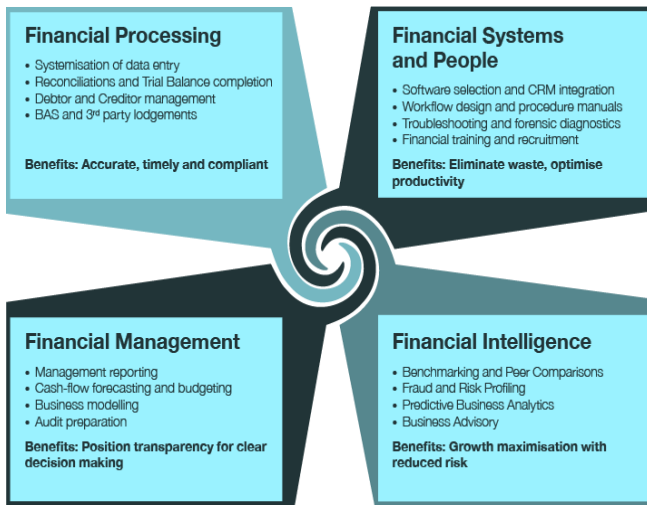 Financial Processing
• Systemisation of data entry
• Reconciliations and Trial Balance completion
• Debtor and Creditor management
• BAS and 3rd party lodgements
Benefits: Accurate, timely and compliant
Financial Systems
and People
• Software selection and CRM integration
• Workflow design and procedure manuals
• Troubleshooting and forensic diagnostics
• Financial training and recruitment
Benefits: Eliminate waste, optimise
productivity
Financial Management
• Management reporting
• Cash-flow forecasting and budgeting
• Business modelling
• Audit preparation
Benefits: Position transparency for clear
decision making
Financial Intelligence
• Benchmarking and Peer Comparisons
• Fraud and Risk Profiling
• Predictive Business Analytics
• Business Advisory
Benefits: Growth maximisation with
reduced risk